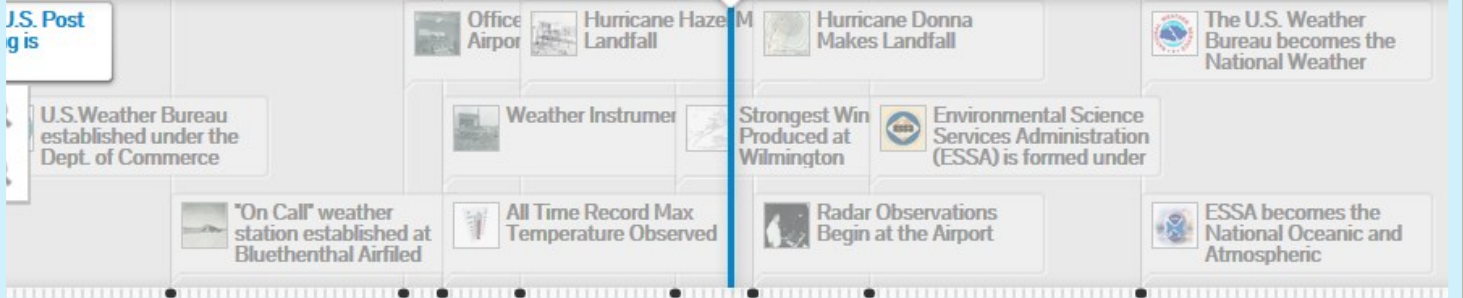 U.S. Post
g is
Office
Airpor
Hurricane Haze
Landfall
M
Hurricane Donna
Makes Landfall
The U.S. Weather
Bureau becomes the
National Weather
U.S.Weather Bureau
established under the
Dept. of Commerce
Weather Instrumer
Strongest Win
Produced at
Wilmington
ESSA
Environmental Science
Services Administration
(ESSA) is formed under
"On Call" weather
station established at
Bluethenthal Airfiled
All Time Record Max
Temperature Observed
Radar Observations
Begin at the Airport
ESSA becomes the
National Oceanic and
Atmospheric